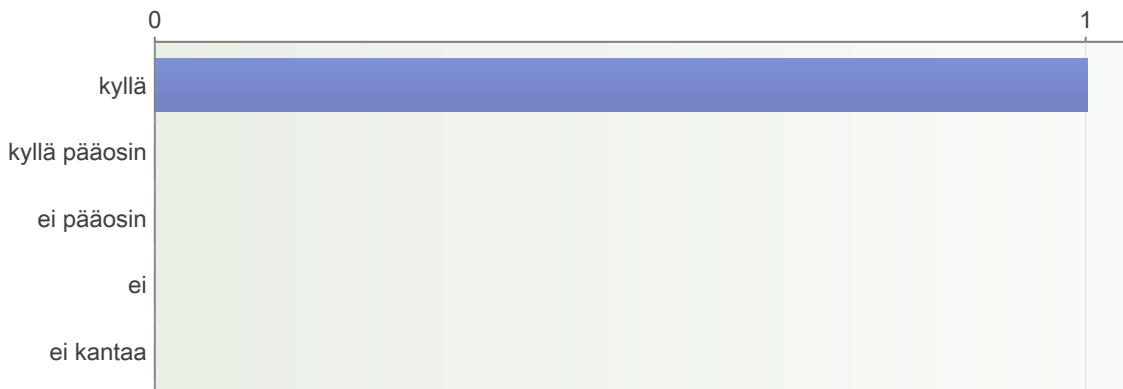 0 1
kyllä
kyllä pääosin
ei pääosin
ei
ei kantaa